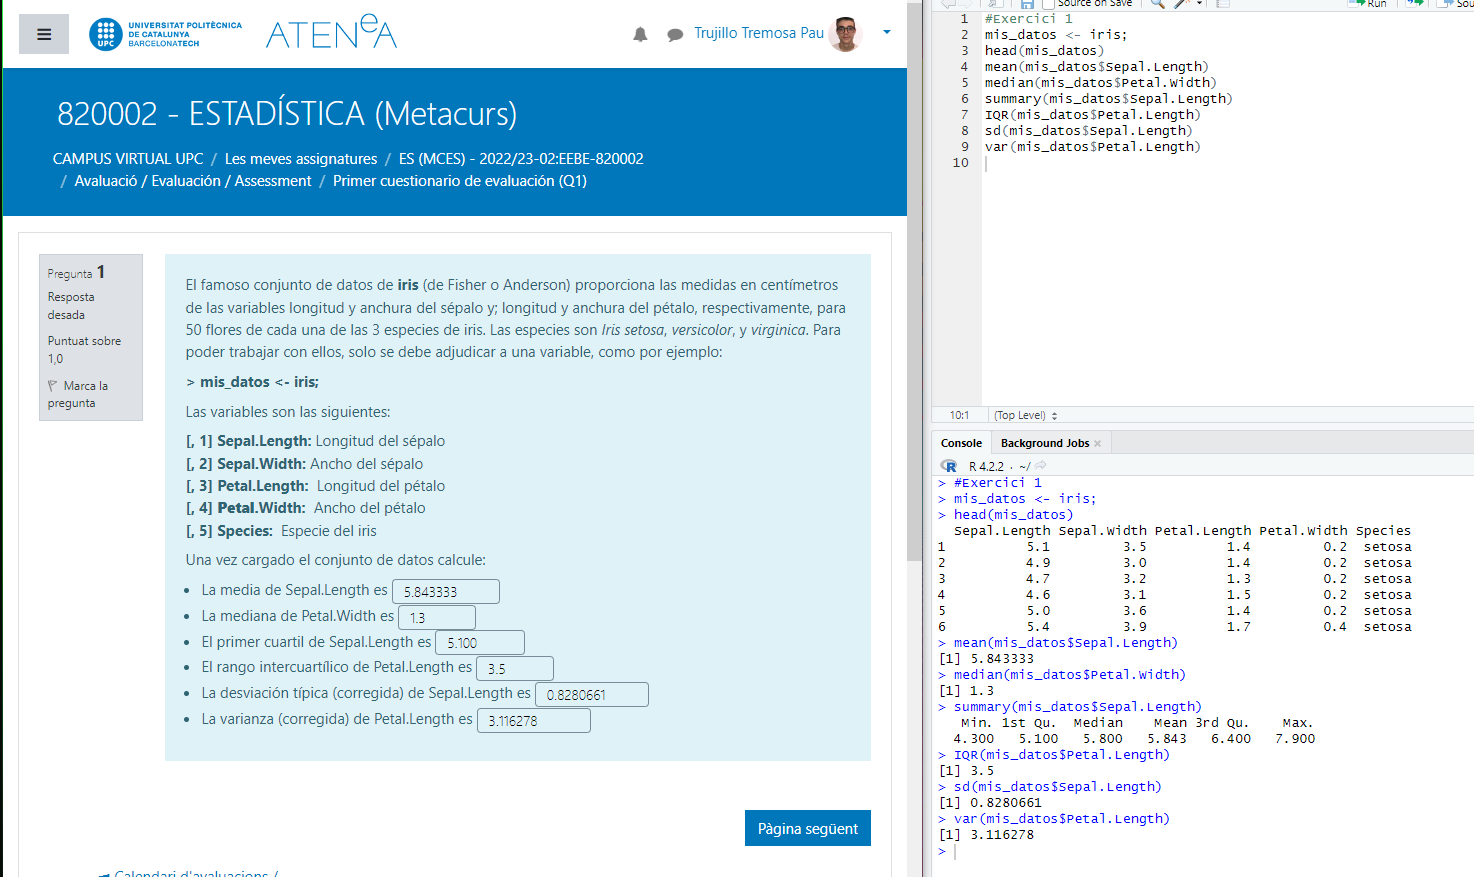 UNIVERSITAT POLITÈCNICA
DE CATALUNYA
BARCELONATECH
UPC
ATENeA
Trujillo Tremosa Pau
820002 - ESTADÍSTICA (Metacurs)
CAMPUS VIRTUAL UPC / Les meves assignatures / ES (MCES) - 2022/23-02:EEBE-820002
/ Avaluació / Evaluación / Assessment / Primer cuestionario de evaluación (Q1)
Pregunta 1
Resposta
desada
Puntuat sobre
1,0
Marca la
pregunta
El famoso conjunto de datos de iris (de Fisher o Anderson) proporciona las medidas en centímetros
de las variables longitud y anchura del sépalo y; longitud y anchura del pétalo, respectivamente, para
50 flores de cada una de las 3 especies de iris. Las especies son Iris setosa, versicolor, y virginica. Para
poder trabajar con ellos, solo se debe adjudicar a una variable, como por ejemplo:
> mis_datos <- iris;
Las variables son las siguientes:
[, 1] Sepal.Length: Longitud del sépalo
[, 2] Sepal.Width: Ancho del sépalo
[, 3] Petal.Length: Longitud del pétalo
[, 4] Petal.Width: Ancho del pétalo
[, 5] Species: Especie del iris
Una vez cargado el conjunto de datos calcule:
• La media de Sepal.Length es 5.843333
• La mediana de Petal.Width es 1.3
• El primer cuartil de Sepal.Length es 5.100
• El rango intercuartílico de Petal.Length es 3.5
• La desviación típica (corregida) de Sepal.Length es 0.8280661
• La varianza (corregida) de Petal.Length es 3.116278
Pàgina següent
Calendari d'avaluacions /
Source on Save
Run
Sou
1 #Exercici 1
2 mis_datos <- iris;
3 head(mis_datos)
4 mean(mis_datos$Sepal.Length)
5 median(mis_datos$Petal.Width)
6 summary(mis_datos$Sepal.Length)
7 IQR(mis_datos$Petal.Length)
8 sd(mis_datos$Sepal.Length)
9 var(mis_datos$Petal.Length)
10
10:1 (Top Level)
Console Background Jobs
R 4.2.2 · ~/
> #Exercici 1
> mis_datos <- iris;
> head(mis_datos)
Sepal.Length Sepal.Width Petal.Length Petal.Width Species
1 5.1 3.5 1.4 0.2 setosa
2 4.9 3.0 1.4 0.2 setosa
3 4.7 3.2 1.3 0.2 setosa
4 4.6 3.1 1.5 0.2 setosa
5 5.0 3.6 1.4 0.2 setosa
6 5.4 3.9 1.7 0.4 setosa
> mean(mis_datos$Sepal.Length)
[1] 5.843333
> median(mis_datos$Petal.Width)
[1] 1.3
> summary(mis_datos$Sepal.Length)
Min. 1st Qu. Median Mean 3rd Qu. Max.
4.300 5.100 5.800 5.843 6.400 7.900
> IQR(mis_datos$Petal.Length)
[1] 3.5
> sd(mis_datos$Sepal.Length)
[1] 0.8280661
> var(mis_datos$Petal.Length)
[1] 3.116278
>